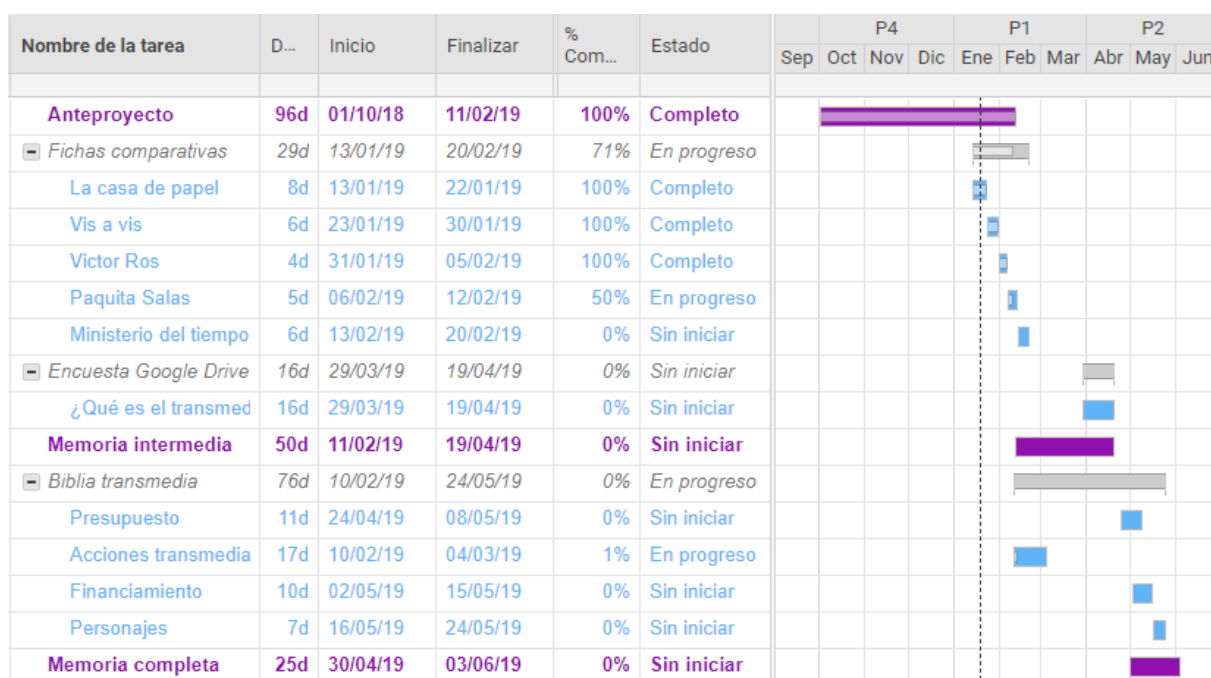 P4 P1 P2
Nombre de la tarea D... Inicio Finalizar % Com... Estado
Sep Oct Nov Dic Ene Feb Mar Abr May Jun
Anteproyecto 96d 01/10/18 11/02/19 100% Completo
Fichas comparativas 29d 13/01/19 20/02/19 71% En progreso
La casa de papel 8d 13/01/19 22/01/19 100% Completo
Vis a vis 6d 23/01/19 30/01/19 100% Completo
Victor Ros 4d 31/01/19 05/02/19 100% Completo
Paquita Salas 5d 06/02/19 12/02/19 50% En progreso
Ministerio del tiempo 6d 13/02/19 20/02/19 0% Sin iniciar
Encuesta Google Drive 16d 29/03/19 19/04/19 0% Sin iniciar
¿Qué es el transmed 16d 29/03/19 19/04/19 0% Sin iniciar
Memoria intermedia 50d 11/02/19 19/04/19 0% Sin iniciar
Biblia transmedia 76d 10/02/19 24/05/19 0% En progreso
Presupuesto 11d 24/04/19 08/05/19 0% Sin iniciar
Acciones transmedia 17d 10/02/19 04/03/19 1% En progreso
Financiamiento 10d 02/05/19 15/05/19 0% Sin iniciar
Personajes 7d 16/05/19 24/05/19 0% Sin iniciar
Memoria completa 25d 30/04/19 03/06/19 0% Sin iniciar